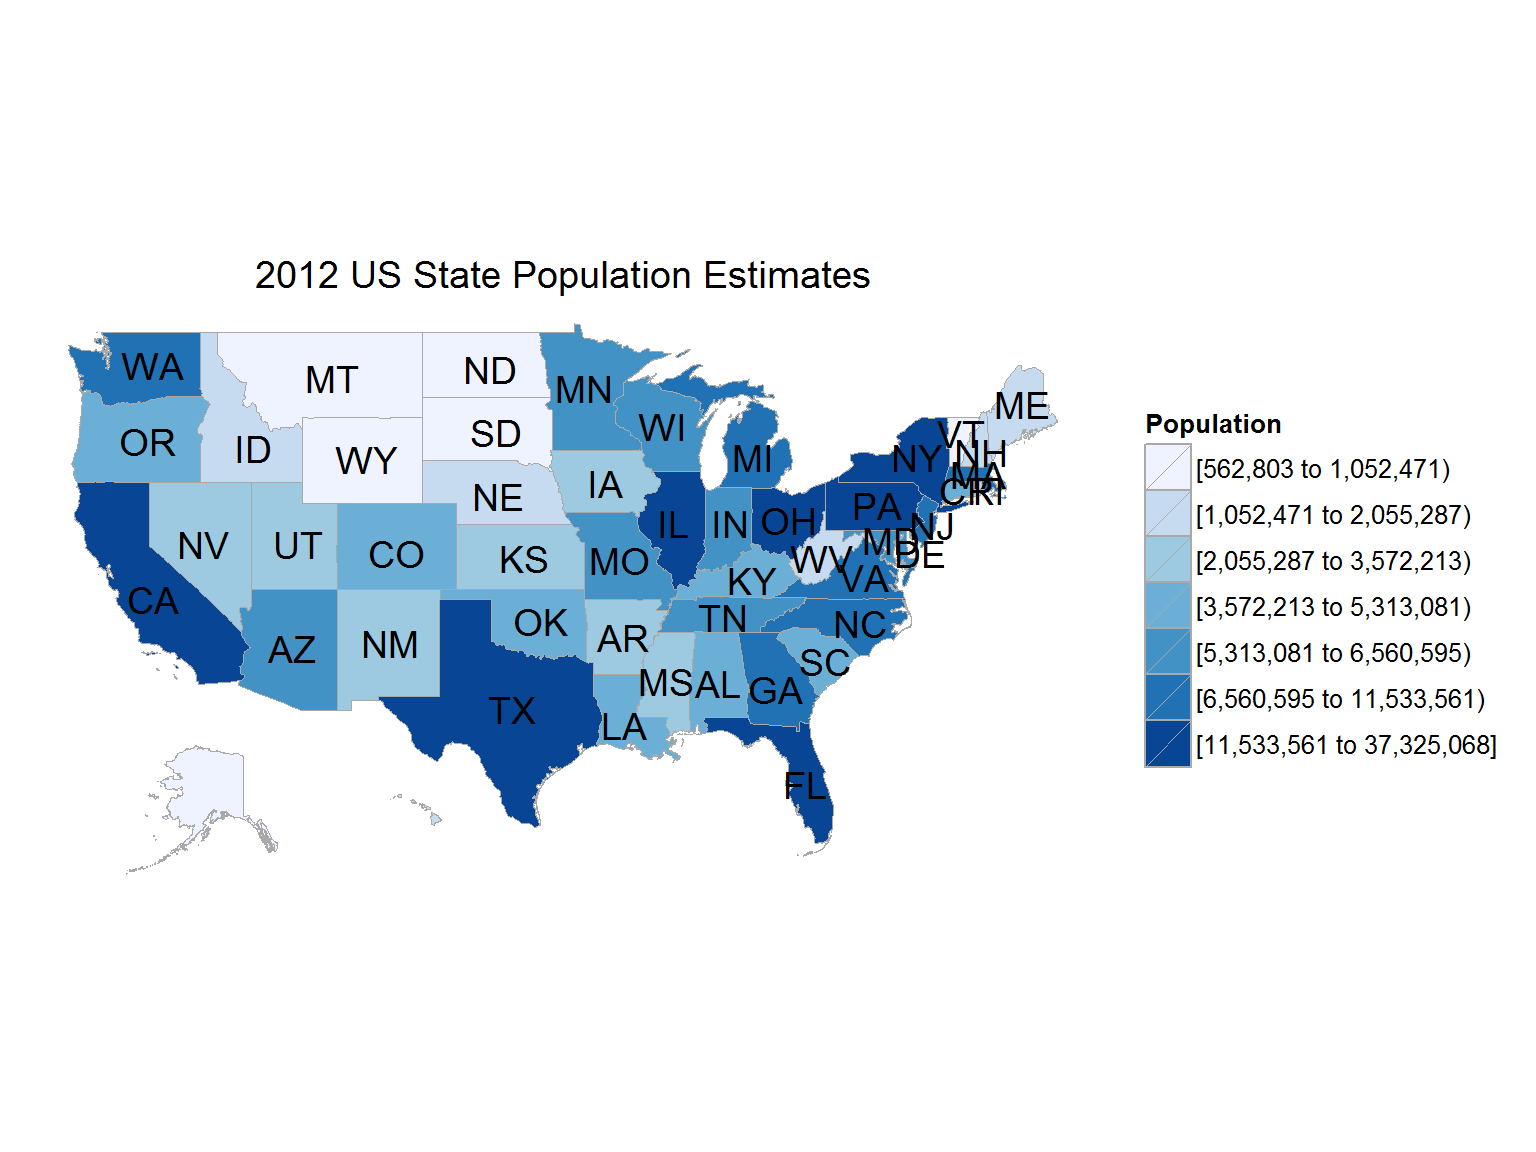 2012 US State Population Estimates
WA
MT
ND
MN
ME
OR
ID
WY
SD
WI
MI
NY
VT
NH
MA
CT
RI
NE
IA
PA
NJ
NV
UT
CO
KS
MO
IL
IN
OH
WV
MD
DE
VA
KY
CA
AZ
NM
OK
AR
TN
NC
SC
TX
LA
MS
AL
GA
FL
Population
[562,803 to 1,052,471)
[1,052,471 to 2,055,287)
[2,055,287 to 3,572,213)
[3,572,213 to 5,313,081)
[5,313,081 to 6,560,595)
[6,560,595 to 11,533,561)
[11,533,561 to 37,325,068]